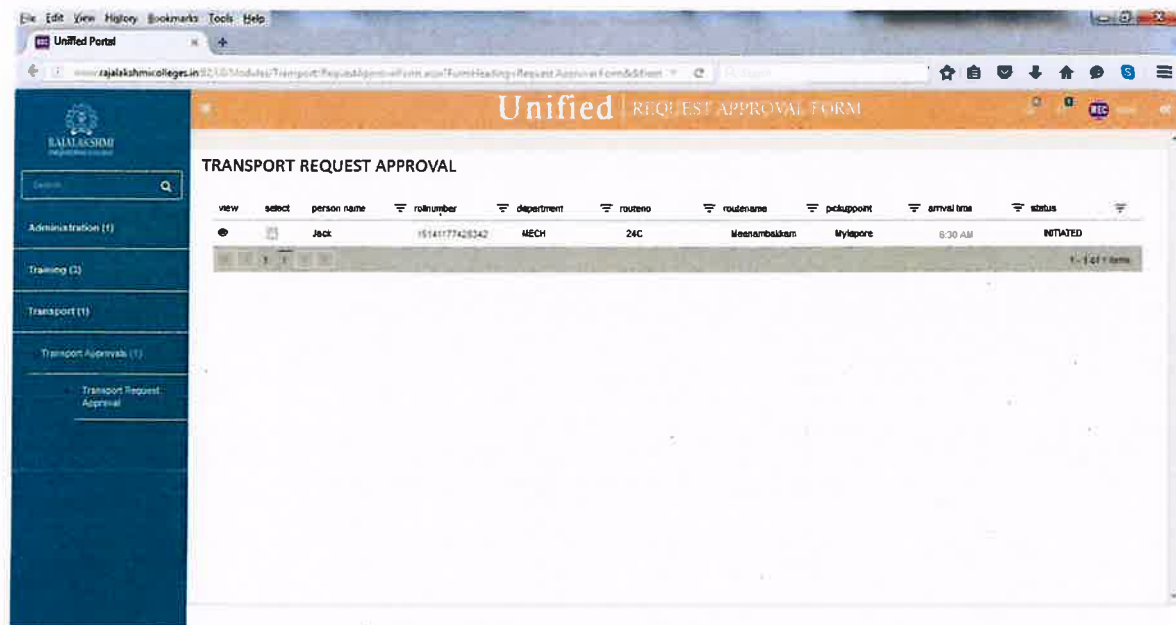 File Edit View History Bookmarks Tools Help
Unified Portal
rajalakshmicolleges.in
Unified REQUEST APPROVAL FORM
REC
RAJALAKSHMI
TRANSPORT REQUEST APPROVAL
Search
view select person name rollnumber department routeno routename pickuppoint arrival time status
Jack 15141177428342 MECH 24C Meenambakkam Mylapore 6:30 AM INITIATED
1 - 1 of 1 items
Administration (1)
Training (3)
Transport (1)
Transport Approvals (1)
Transport Request
Approval